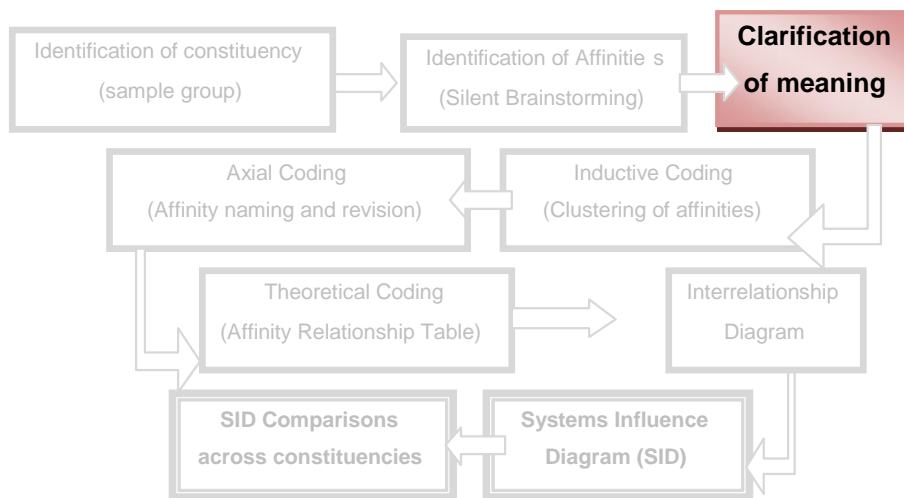 Identification of constituency
(sample group)
Identification of Affinitie s
(Silent Brainstorming)
Clarification
of meaning
Axial Coding
(Affinity naming and revision)
Inductive Coding
(Clustering of affinities)
Theoretical Coding
(Affinity Relationship Table)
Interrelationship
Diagram
SID Comparisons
across constituencies
Systems Influence
Diagram (SID)